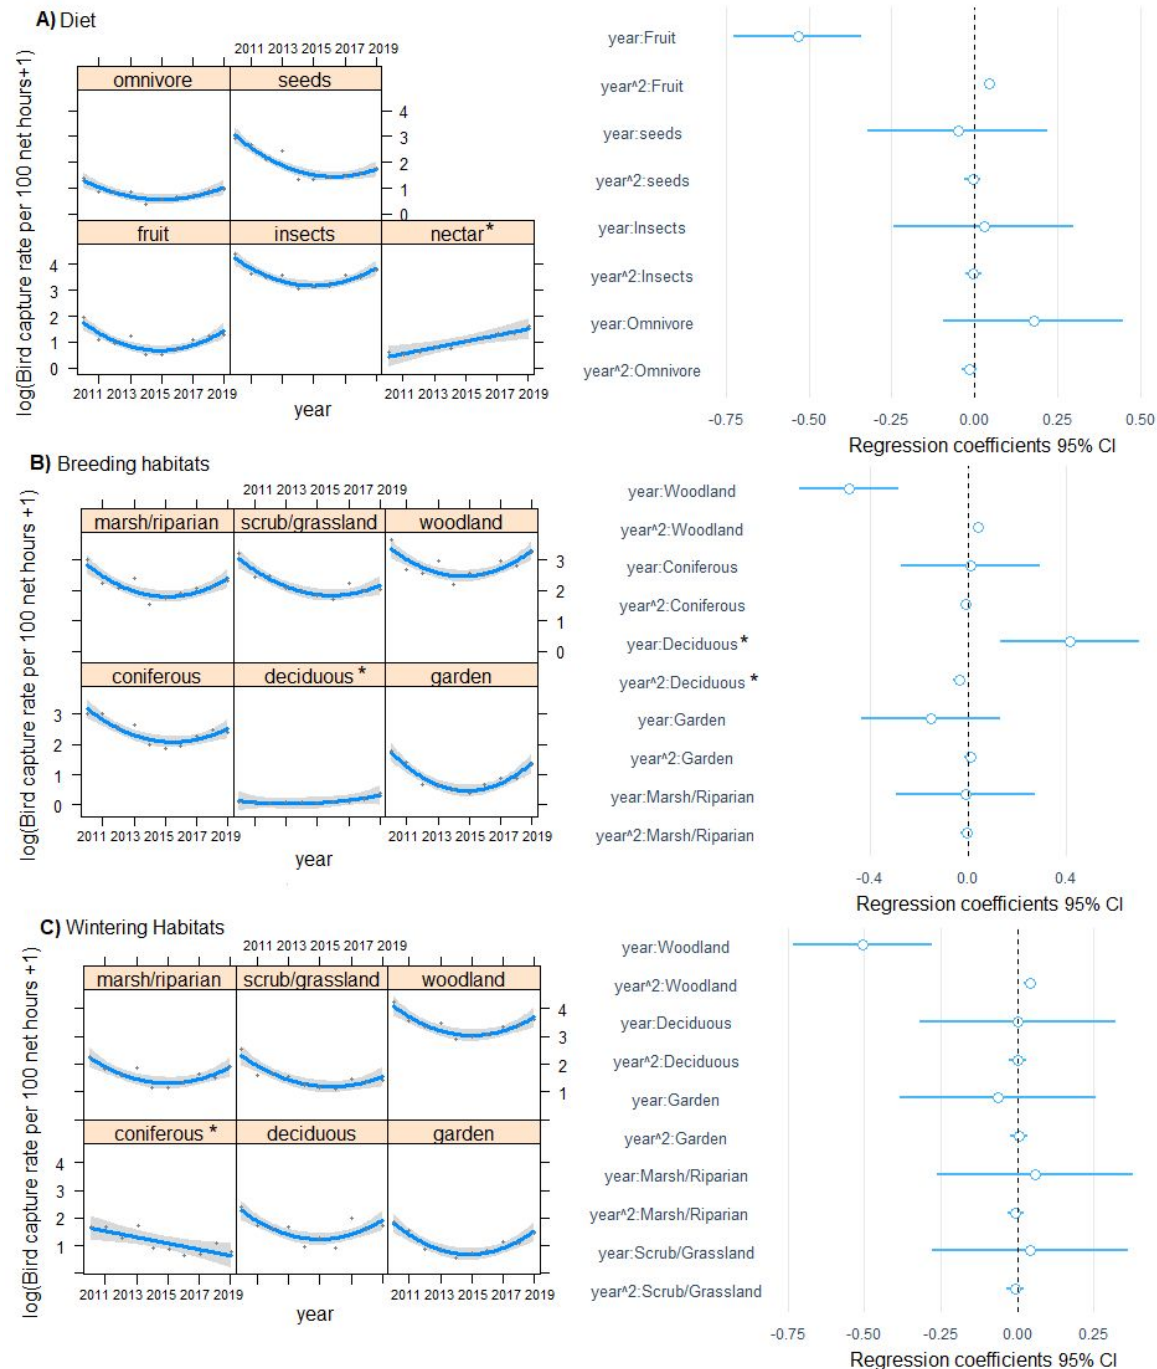 A) Diet
2011 2013 2015 2017 2019
omnivore seeds
4
3
2
1
0
fruit insects nectar*
4
3
2
1
0
2011 2013 2015 2017 2019 2011 2013 2015 2017 2019
year
log(Bird capture rate per 100 net hours+1)
year:Fruit
year^2:Fruit
year:seeds
year^2:seeds
year:Insects
year^2:Insects
year:Omnivore
year^2:Omnivore
-0.75 -0.50 -0.25 0.00 0.25 0.50
Regression coefficients 95% CI
B) Breeding habitats
2011 2013 2015 2017 2019
marsh/riparian scrub/grassland woodland
3
2
1
0
coniferous deciduous * garden
3
2
1
0
2011 2013 2015 2017 2019 2011 2013 2015 2017 2019
year
log(Bird capture rate per 100 net hours +1)
year:Woodland
year^2:Woodland
year:Coniferous
year^2:Coniferous
year:Deciduous *
year^2:Deciduous *
year:Garden
year^2:Garden
year:Marsh/Riparian
year^2:Marsh/Riparian
-0.4 0.0 0.4
Regression coefficients 95% CI
C) Wintering Habitats
2011 2013 2015 2017 2019
marsh/riparian scrub/grassland woodland
4
3
2
1
coniferous * deciduous garden
4
3
2
1
2011 2013 2015 2017 2019 2011 2013 2015 2017 2019
year
log(Bird capture rate per 100 net hours +1)
year:Woodland
year^2:Woodland
year:Deciduous
year^2:Deciduous
year:Garden
year^2:Garden
year:Marsh/Riparian
year^2:Marsh/Riparian
year:Scrub/Grassland
year^2:Scrub/Grassland
-0.75 -0.50 -0.25 0.00 0.25
Regression coefficients 95% CI